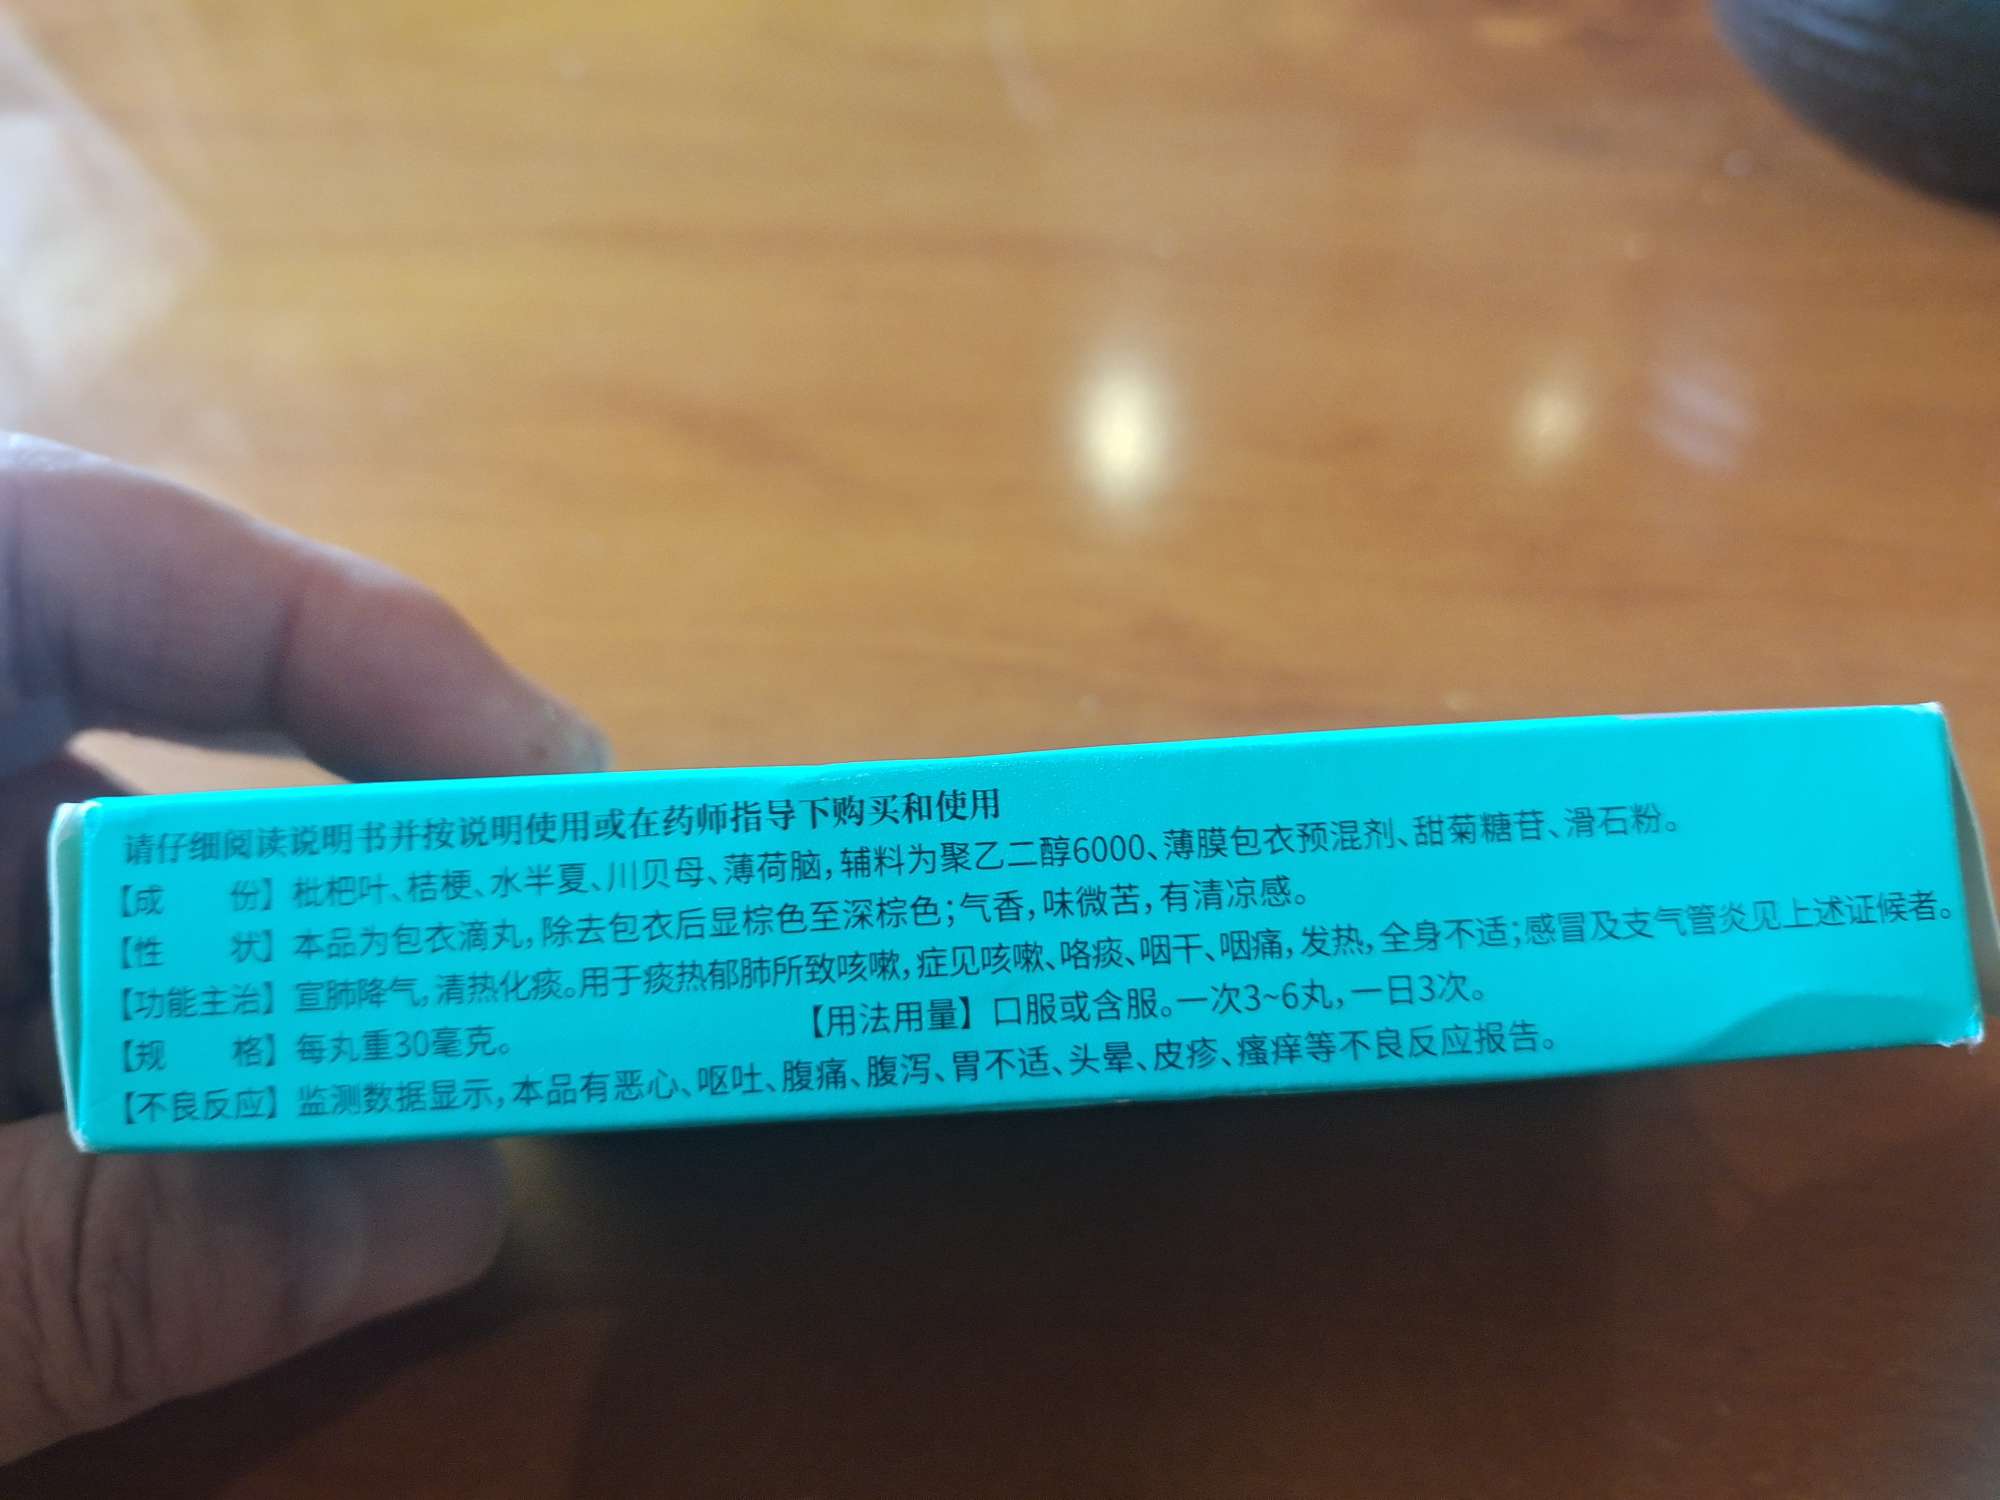 请仔细阅读说明书并按说明使用或在药师指导下购买和使用
【成　　份】枇杷叶、桔梗、水半夏、川贝母、薄荷脑，辅料为聚乙二醇6000、薄膜包衣预混剂、甜菊糖苷、滑石粉。
【性　　状】本品为包衣滴丸，除去包衣后显棕色至深棕色；气香，味微苦，有清凉感。
【功能主治】宣肺降气，清热化痰。用于痰热郁肺所致咳嗽，症见咳嗽、咯痰、咽干、咽痛，发热，全身不适；感冒及支气管炎见上述证候者。
【规　　格】每丸重30毫克。　　【用法用量】口服或含服。一次3~6丸，一日3次。
【不良反应】监测数据显示，本品有恶心、呕吐、腹痛、腹泻、胃不适、头晕、皮疹、瘙痒等不良反应报告。